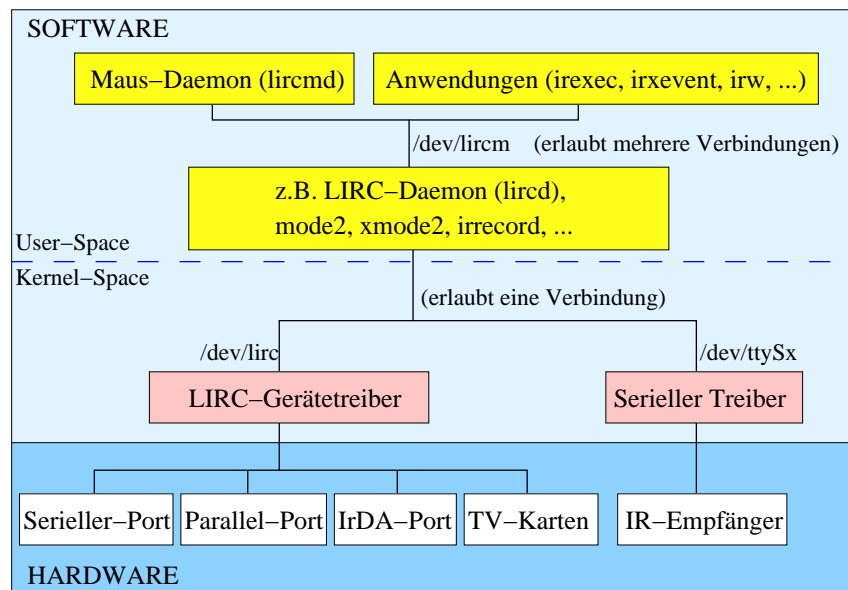 SOFTWARE
Maus−Daemon (lircmd)
Anwendungen (irexec, irxevent, irw, ...)
/dev/lircm (erlaubt mehrere Verbindungen)
z.B. LIRC−Daemon (lircd),
mode2, xmode2, irrecord, ...
User−Space
Kernel−Space
(erlaubt eine Verbindung)
/dev/lirc
/dev/ttySx
LIRC−Gerätetreiber
Serieller Treiber
Serieller−Port
Parallel−Port
IrDA−Port
TV−Karten
IR−Empfänger
HARDWARE